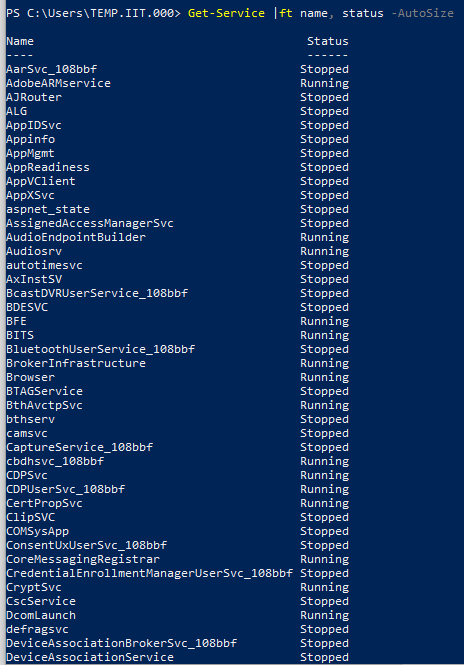 PS C:\Users\TEMP.IIT.000> Get-Service |ft name, status -AutoSize
Name Status
---- ------
AarSvc_108bbf Stopped
AdobeARMservice Running
AJRouter Stopped
ALG Stopped
AppIDSvc Stopped
Appinfo Stopped
AppMgmt Stopped
AppReadiness Stopped
AppVClient Stopped
AppXSvc Stopped
aspnet_state Stopped
AssignedAccessManagerSvc Stopped
AudioEndpointBuilder Running
Audiosrv Running
autotimesvc Stopped
AxInstSV Stopped
BcastDVRUserService_108bbf Stopped
BDESVC Stopped
BFE Running
BITS Running
BluetoothUserService_108bbf Stopped
BrokerInfrastructure Running
Browser Running
BTAGService Stopped
BthAvctpSvc Running
bthserv Stopped
camsvc Stopped
CaptureService_108bbf Stopped
cbdhsvc_108bbf Running
CDPSvc Running
CDPUserSvc_108bbf Running
CertPropSvc Running
ClipSVC Stopped
COMSysApp Stopped
ConsentUxUserSvc_108bbf Stopped
CoreMessagingRegistrar Running
CredentialEnrollmentManagerUserSvc_108bbf Stopped
CryptSvc Running
CscService Stopped
DcomLaunch Running
defragsvc Stopped
DeviceAssociationBrokerSvc_108bbf Stopped
DeviceAssociationService Stopped